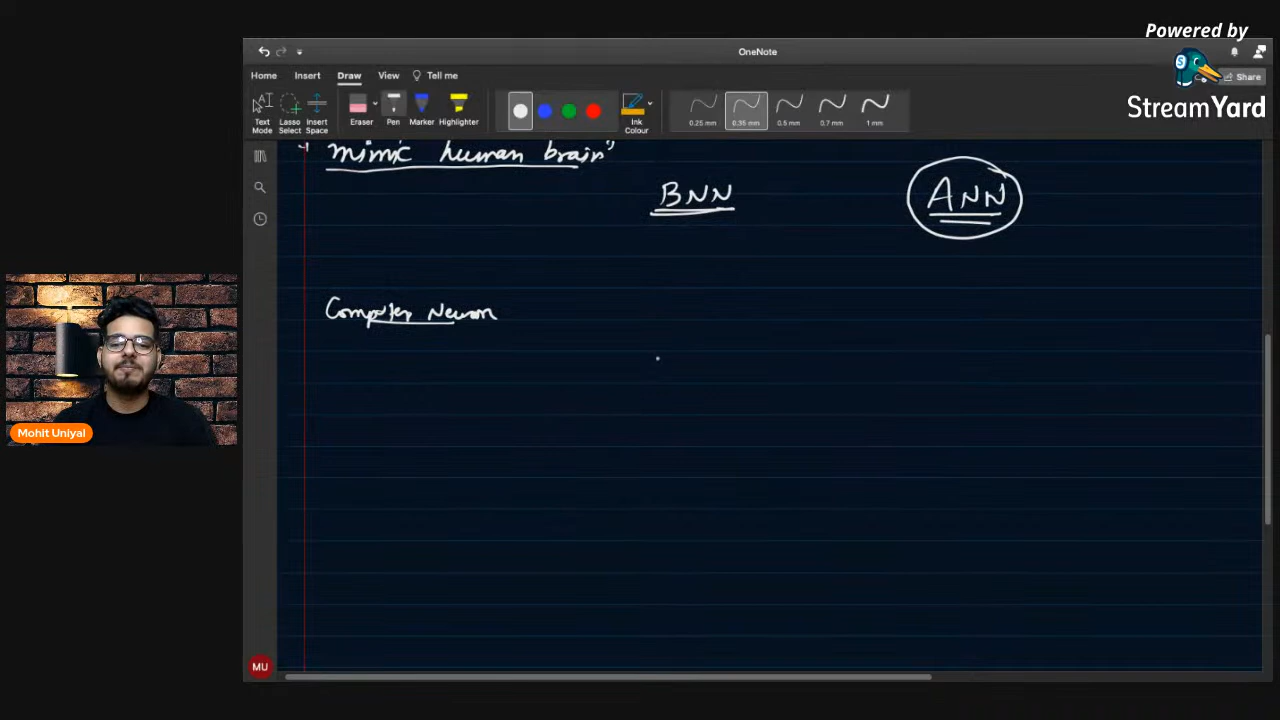 Powered by
StreamYard
OneNote
Home Insert Draw View Tell me
Share
Text Mode
Lasso Select
Insert Space
Eraser
Pen
Marker
Highlighter
Ink Colour
0.25 mm
0.35 mm
0.5 mm
0.7 mm
1 mm
mimic human brain"
BNN
ANN
Computer Neuron
Mohit Uniyal
MU